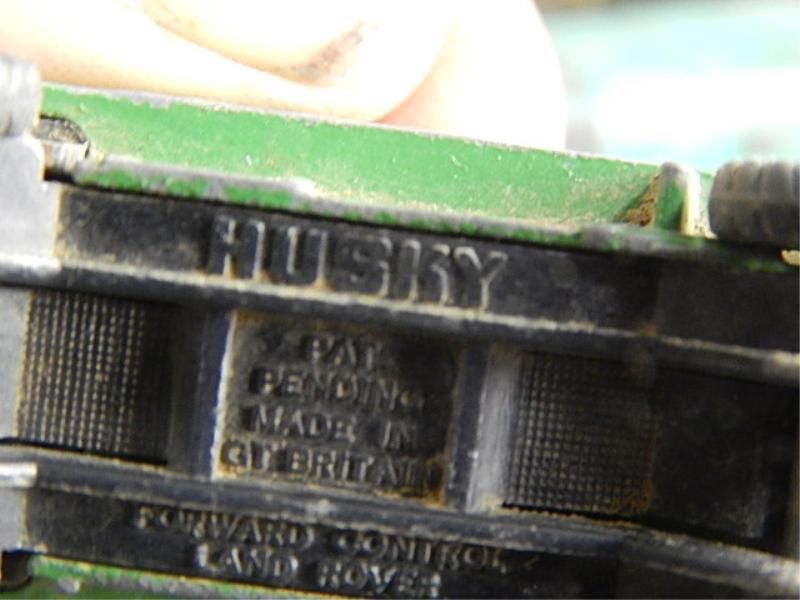 HUSKY
PAT.
PENDING
MADE IN
GT BRITAIN
FORWARD CONTROL
LAND ROVER